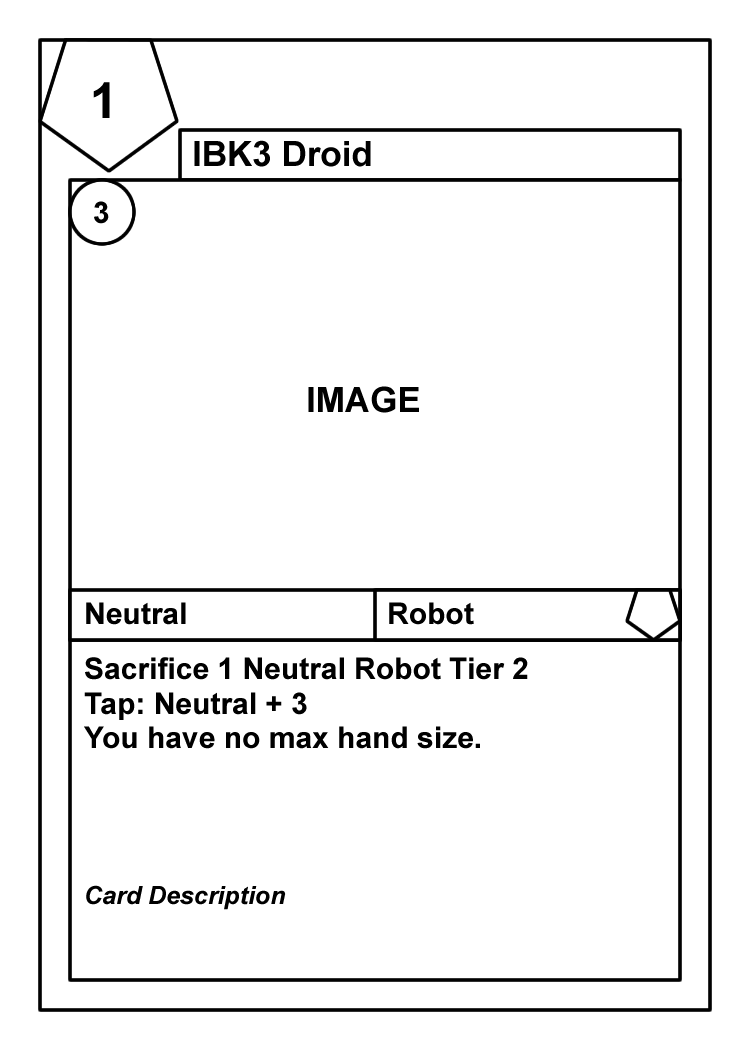 1
IBK3 Droid
3
IMAGE
Neutral
Robot
Sacrifice 1 Neutral Robot Tier 2
Tap: Neutral + 3
You have no max hand size.
Card Description